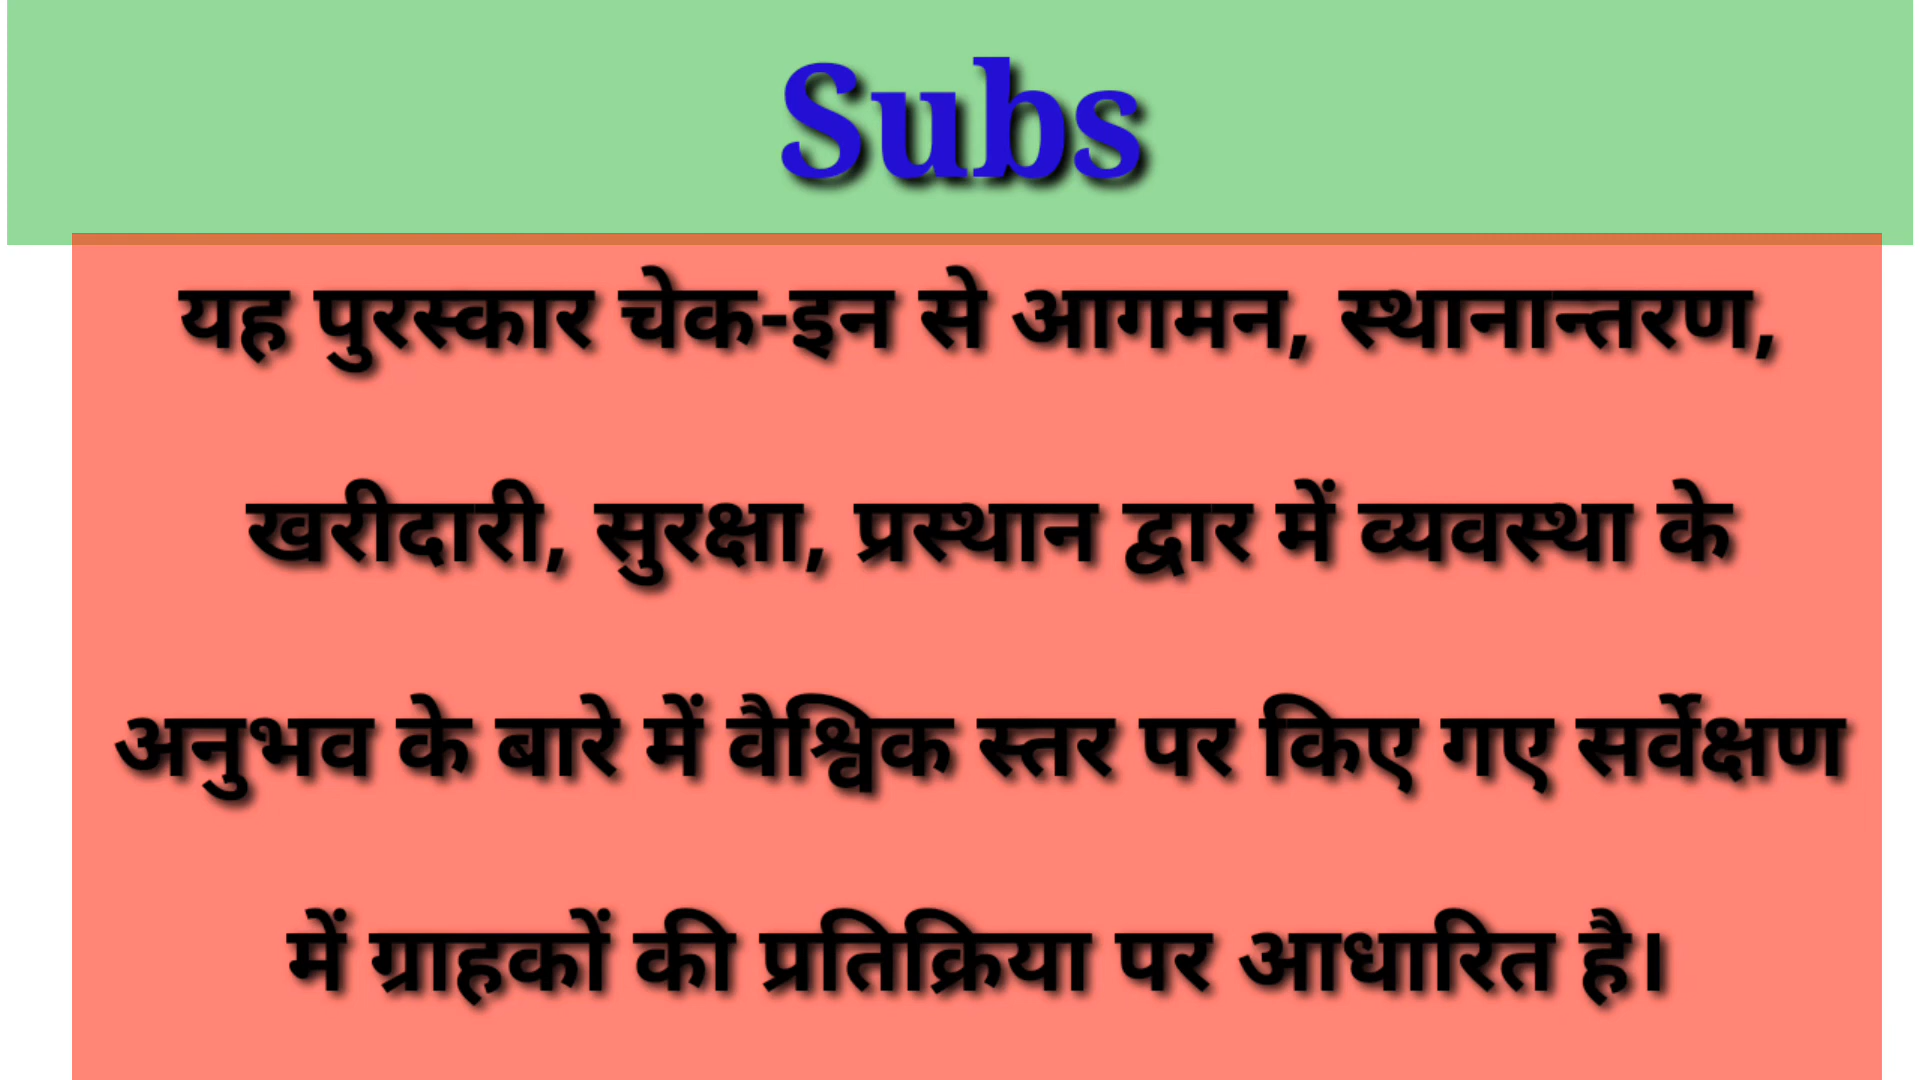 Subs
यह पुरस्कार चेक-इन से आगमन, स्थानान्तरण,
खरीदारी, सुरक्षा, प्रस्थान द्वार में व्यवस्था के
अनुभव के बारे में वैश्विक स्तर पर किए गए सर्वेक्षण
में ग्राहकों की प्रतिक्रिया पर आधारित है।